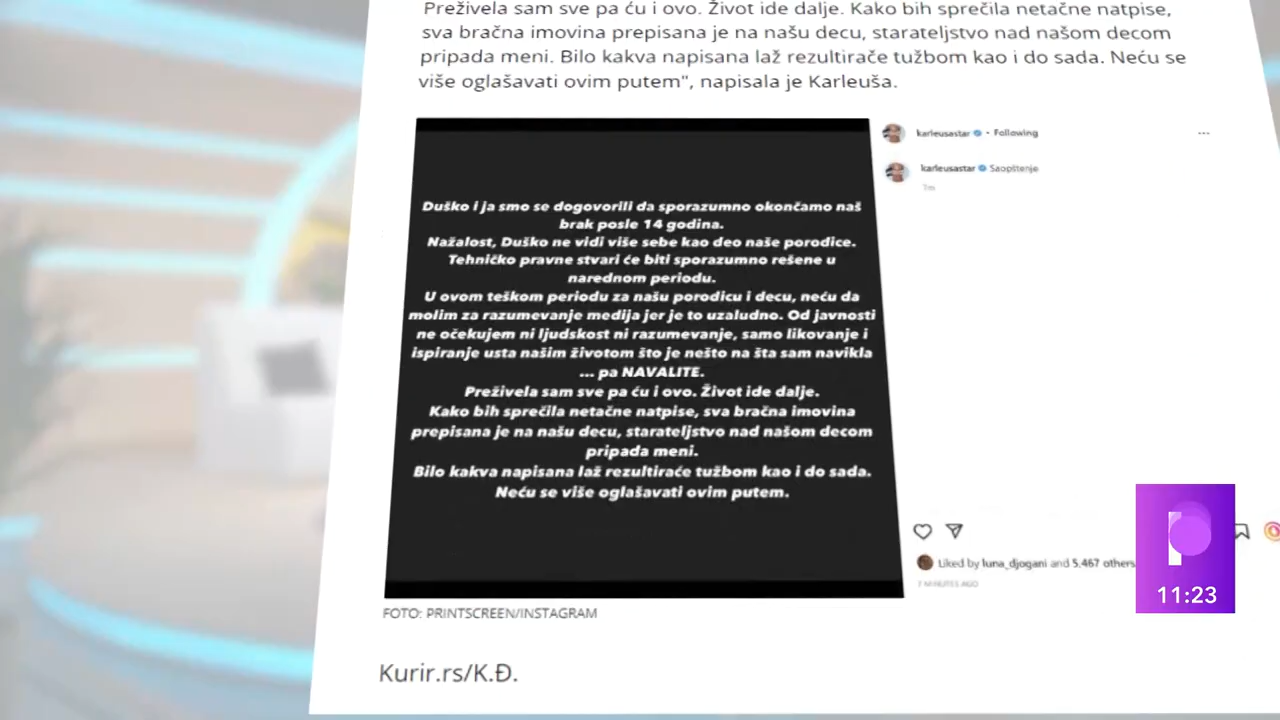 Preživela sam sve pa ću i ovo. Život ide dalje. Kako bih sprečila netačne natpise,
sva bračna imovina prepisana je na našu decu, starateljstvo nad našom decom
pripada meni. Bilo kakva napisana laž rezultiraće tužbom kao i do sada. Neću se
više oglašavati ovim putem", napisala je Karleuša.
karleusastar • Following
karleusastar Saopštenje
7m
Duško i ja smo se dogovorili da sporazumno okončamo naš
brak posle 14 godina.
Nažalost, Duško ne vidi više sebe kao deo naše porodice.
Tehničko pravne stvari će biti sporazumno rešene u
narednom periodu.
U ovom teškom periodu za našu porodicu i decu, neću da
molim za razumevanje medija jer je to uzaludno. Od javnosti
ne očekujem ni ljudskost ni razumevanje, samo likovanje i
ispiranje usta našim životom što je nešto na šta sam navikla
... pa NAVALITE.
Preživela sam sve pa ću i ovo. Život ide dalje.
Kako bih sprečila netačne natpise, sva bračna imovina
prepisana je na našu decu, starateljstvo nad našom decom
pripada meni.
Bilo kakva napisana laž rezultiraće tužbom kao i do sada.
Neću se više oglašavati ovim putem.
Liked by luna_djogani and 5.467 others
7 MINUTES AGO
11:23
FOTO: PRINTSCREEN/INSTAGRAM
Kurir.rs/K.Đ.